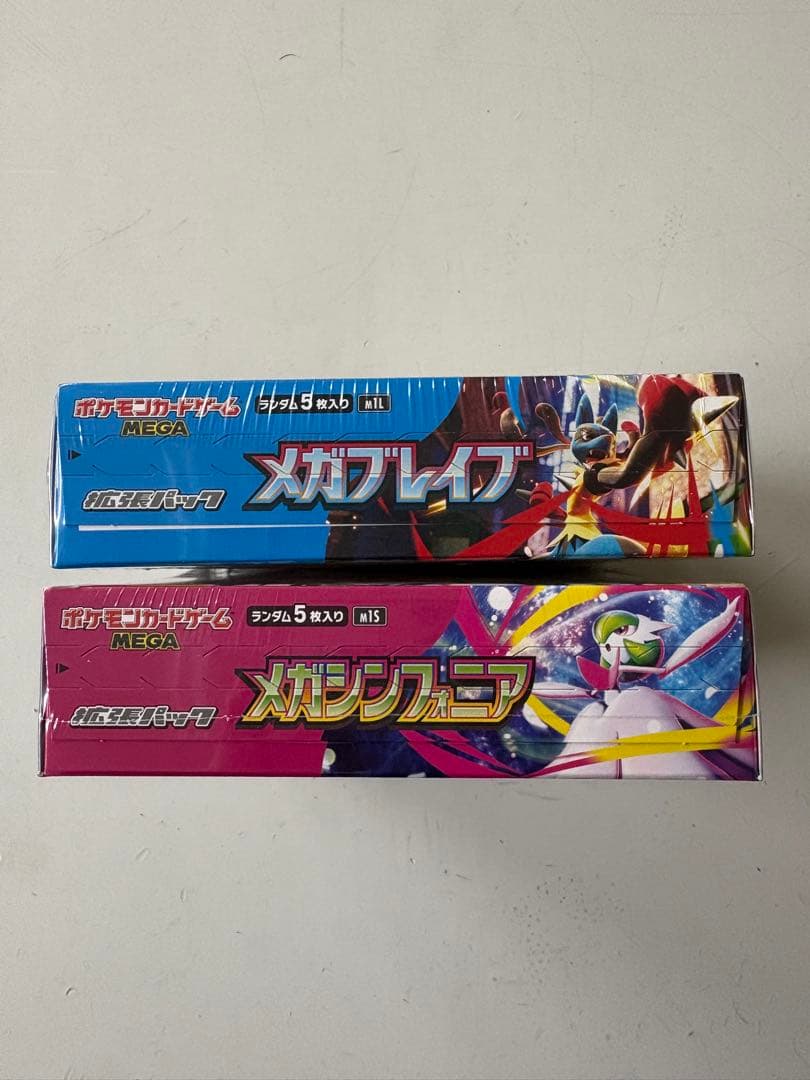 ポケモンカードゲーム
MEGA
ランダム5枚入り
M1L
メガブレイブ
拡張パック
ポケモンカードゲーム
MEGA
ランダム5枚入り
M1S
メガシンフォニア
拡張パック